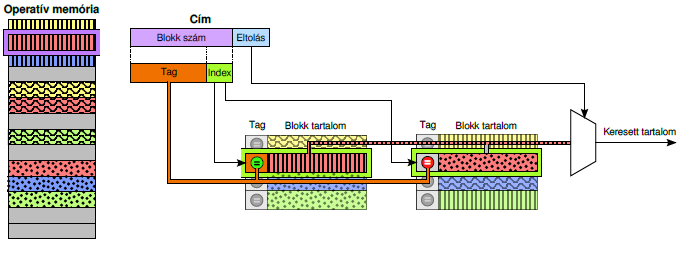 Operatív memória
Cím
Blokk szám
Eltolás
Tag
Index
Tag
Blokk tartalom
Tag
Blokk tartalom
Keresett tartalom
=
=
=
=
=
=
=
=